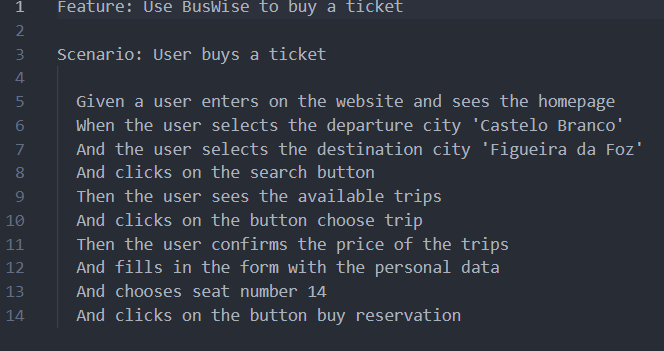 1 Feature: Use BusWise to buy a ticket
2
3 Scenario: User buys a ticket
4
5 Given a user enters on the website and sees the homepage
6 When the user selects the departure city 'Castelo Branco'
7 And the user selects the destination city 'Figueira da Foz'
8 And clicks on the search button
9 Then the user sees the available trips
10 And clicks on the button choose trip
11 Then the user confirms the price of the trips
12 And fills in the form with the personal data
13 And chooses seat number 14
14 And clicks on the button buy reservation